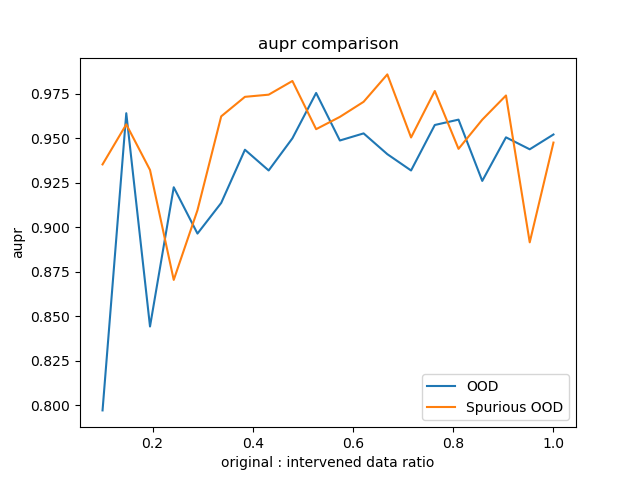 aupr comparison
aupr
0.975
0.950
0.925
0.900
0.875
0.850
0.825
0.800
0.2
0.4
0.6
0.8
1.0
original : intervened data ratio
OOD
Spurious OOD